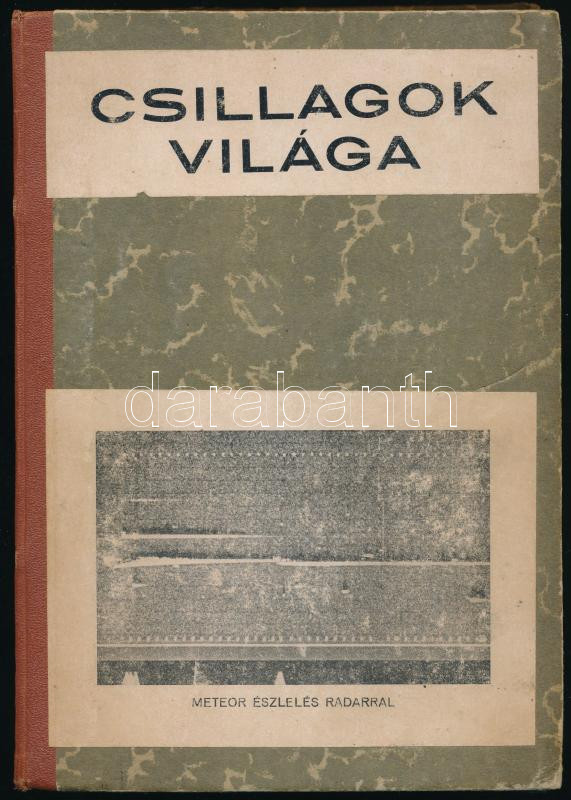 CSILLAGOK
VILÁGA
darabanth
METEOR ÉSZLELÉS RADARRAL